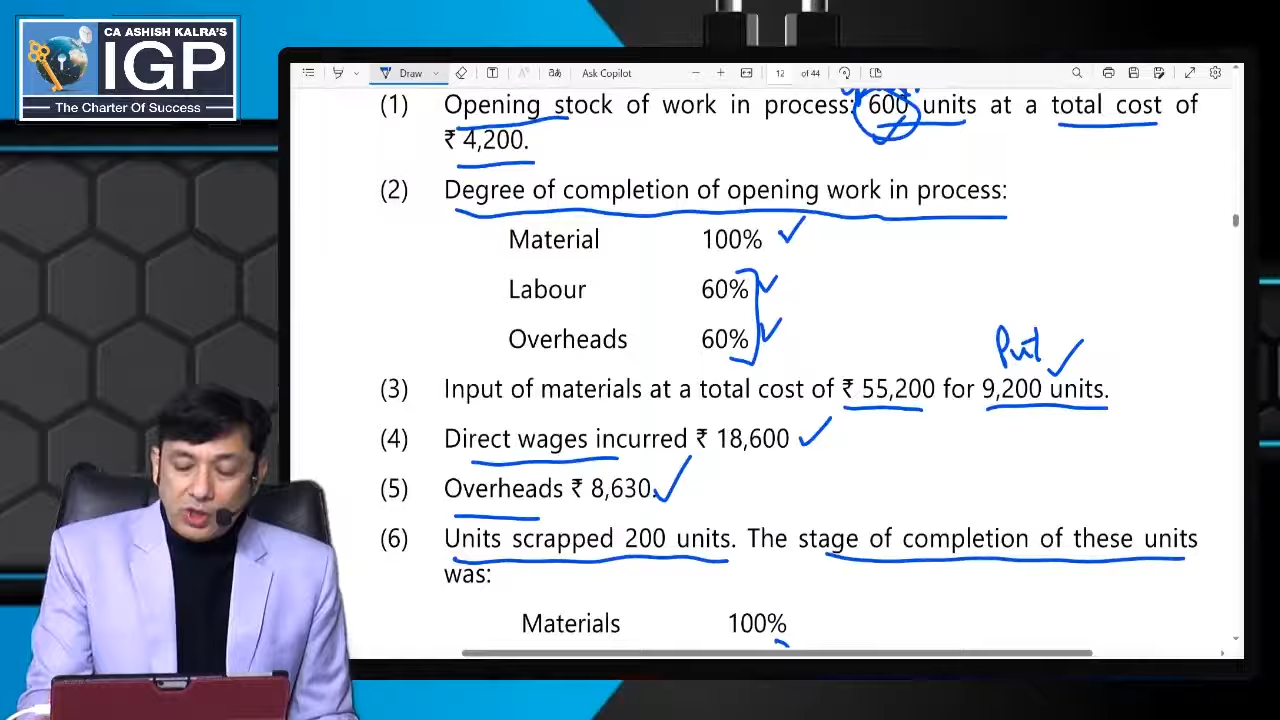 CA ASHISH KALRA'S
IGP
The Charter Of Success
Draw
Ask Copilot
12 of 44
(1) Opening stock of work in process: 600 units at a total cost of
₹ 4,200.
(2) Degree of completion of opening work in process:
Material 100%
Labour 60%
Overheads 60%
Put
(3) Input of materials at a total cost of ₹ 55,200 for 9,200 units.
(4) Direct wages incurred ₹ 18,600
(5) Overheads ₹ 8,630.
(6) Units scrapped 200 units. The stage of completion of these units
was:
Materials 100%